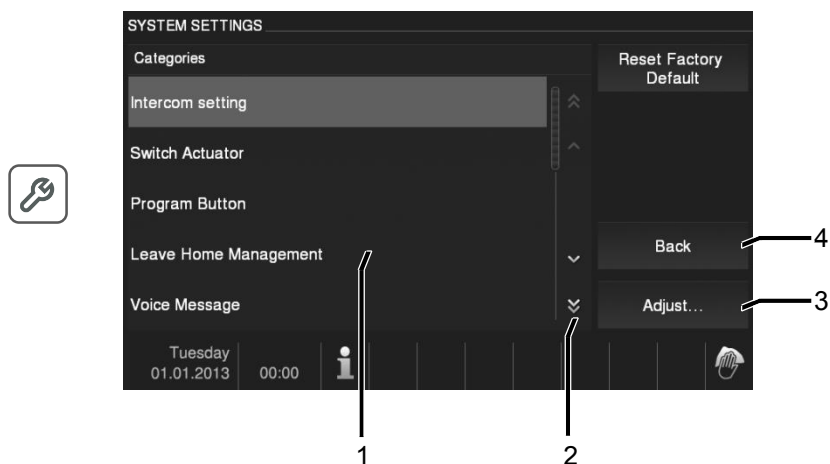 SYSTEM SETTINGS
Categories
Reset Factory
Default
Intercom setting
Switch Actuator
Program Button
Leave Home Management
Back
4
Voice Message
Adjust...
3
Tuesday
01.01.2013
00:00
1
2